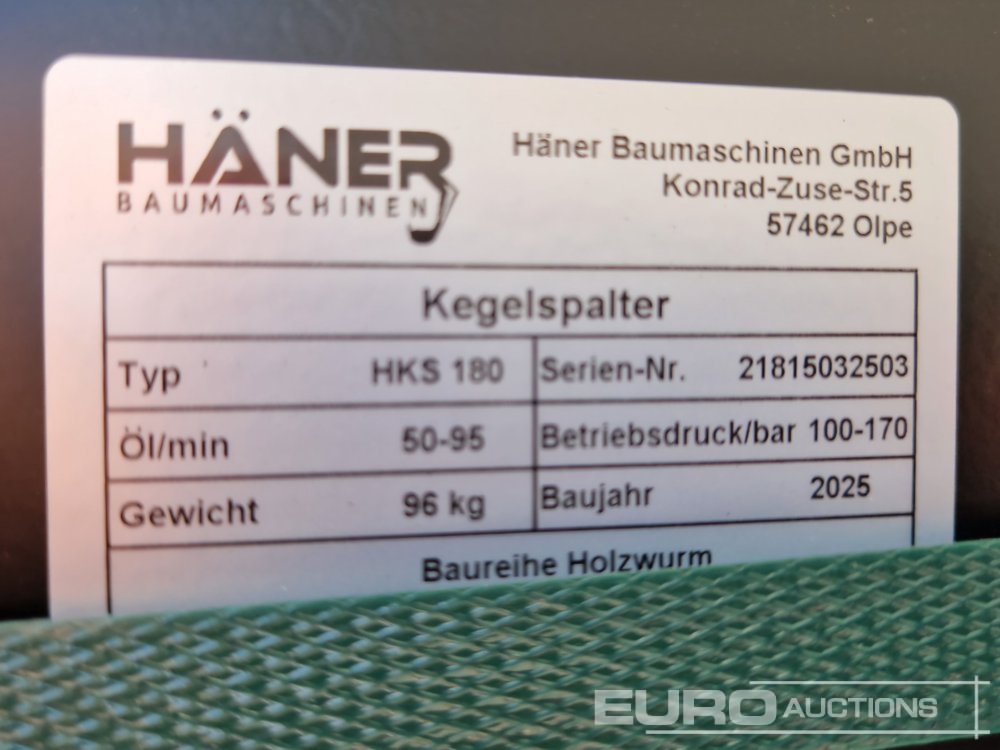 HÄNER
BAUMASCHINEN
Häner Baumaschinen GmbH
Konrad-Zuse-Str.5
57462 Olpe
Kegelspalter
Typ HKS 180 Serien-Nr. 21815032503
Öl/min 50-95 Betriebsdruck/bar 100-170
Gewicht 96 kg Baujahr 2025
Baureihe Holzwurm
EURO AUCTIONS